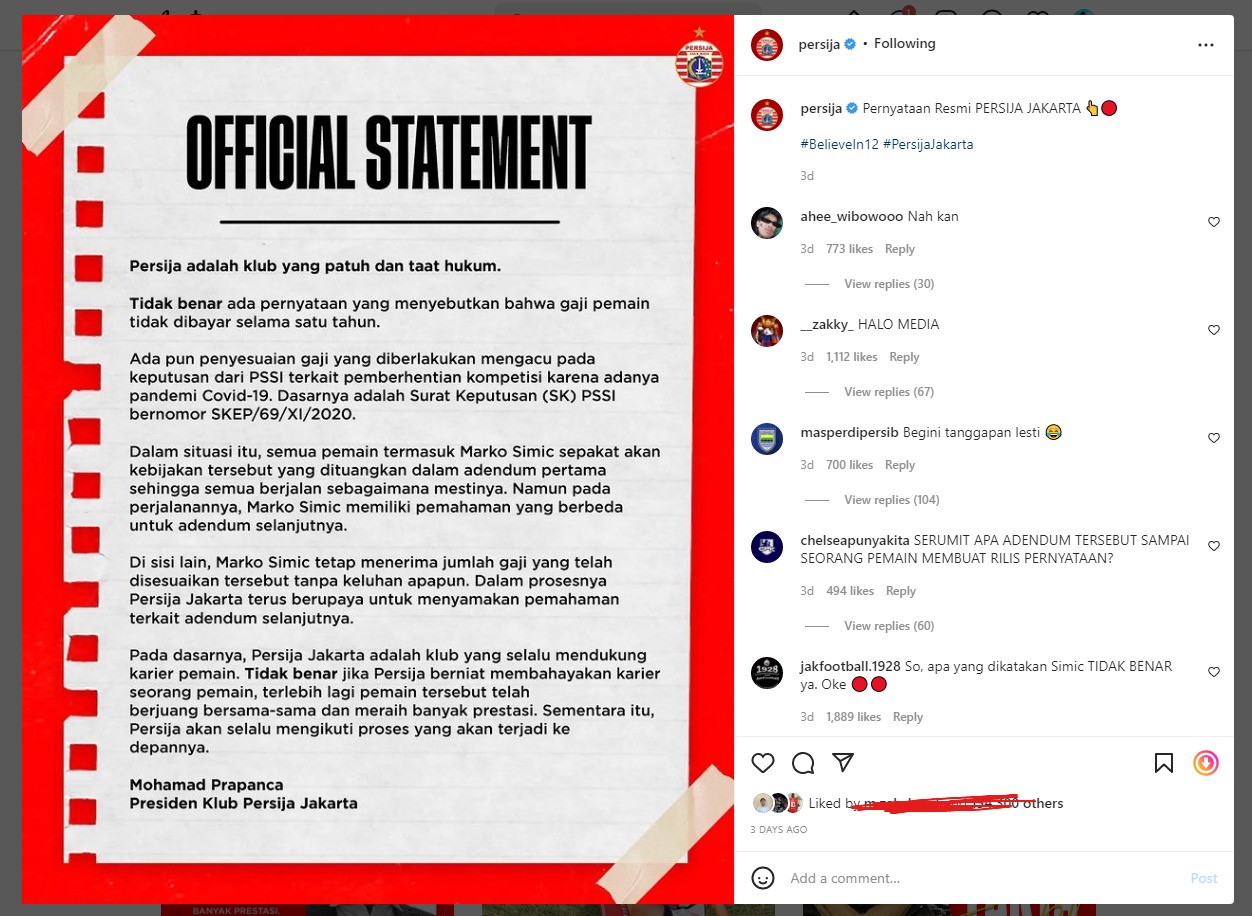 PERSIJA
OFFICIAL STATEMENT
Persija adalah klub yang patuh dan taat hukum.
Tidak benar ada pernyataan yang menyebutkan bahwa gaji pemain
tidak dibayar selama satu tahun.
Ada pun penyesuaian gaji yang diberlakukan mengacu pada
keputusan dari PSSI terkait pemberhentian kompetisi karena adanya
pandemi Covid-19. Dasarnya adalah Surat Keputusan (SK) PSSI
bernomor SKEP/69/XI/2020.
Dalam situasi itu, semua pemain termasuk Marko Simic sepakat akan
kebijakan tersebut yang dituangkan dalam adendum pertama
sehingga semua berjalan sebagaimana mestinya. Namun pada
perjalanannya, Marko Simic memiliki pemahaman yang berbeda
untuk adendum selanjutnya.
Di sisi lain, Marko Simic tetap menerima jumlah gaji yang telah
disesuaikan tersebut tanpa keluhan apapun. Dalam prosesnya
Persija Jakarta terus berupaya untuk menyamakan pemahaman
terkait adendum selanjutnya.
Pada dasarnya, Persija Jakarta adalah klub yang selalu mendukung
karier pemain. Tidak benar jika Persija berniat membahayakan karier
seorang pemain, terlebih lagi pemain tersebut telah
berjuang bersama-sama dan meraih banyak prestasi. Sementara itu,
Persija akan selalu mengikuti proses yang akan terjadi ke
depannya.
Mohamad Prapanca
Presiden Klub Persija Jakarta
BANYAK PRESTASI.
persija • Following
persija Pernyataan Resmi PERSIJA JAKARTA 👆🔴
#BelieveIn12 #PersijaJakarta
3d
ahee_wibowooo Nah kan
3d 773 likes Reply
View replies (30)
__zakky_ HALO MEDIA
3d 1,112 likes Reply
View replies (67)
masperdipersib Begini tanggapan lesti 😂
3d 700 likes Reply
View replies (104)
chelseapunyakita SERUMIT APA ADENDUM TERSEBUT SAMPAI
SEORANG PEMAIN MEMBUAT RILIS PERNYATAAN?
3d 494 likes Reply
View replies (60)
1928
jakfootball.1928 So, apa yang dikatakan Simic TIDAK BENAR
ya. Oke 🔴🔴
3d 1,889 likes Reply
Liked by others
3 DAYS AGO
Add a comment...
Post